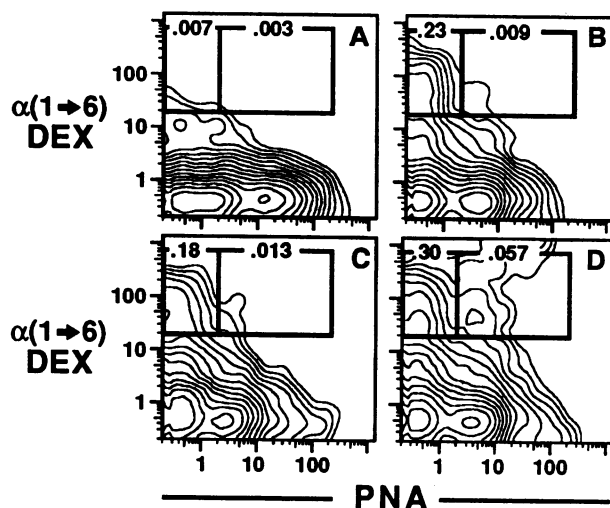 .007 .003 A
.23 .009 B
100
10
1
α(1→6)
DEX
.18 .013 C
.30 .057 D
100
10
1
α(1→6)
DEX
1 10 100
1 10 100
PNA